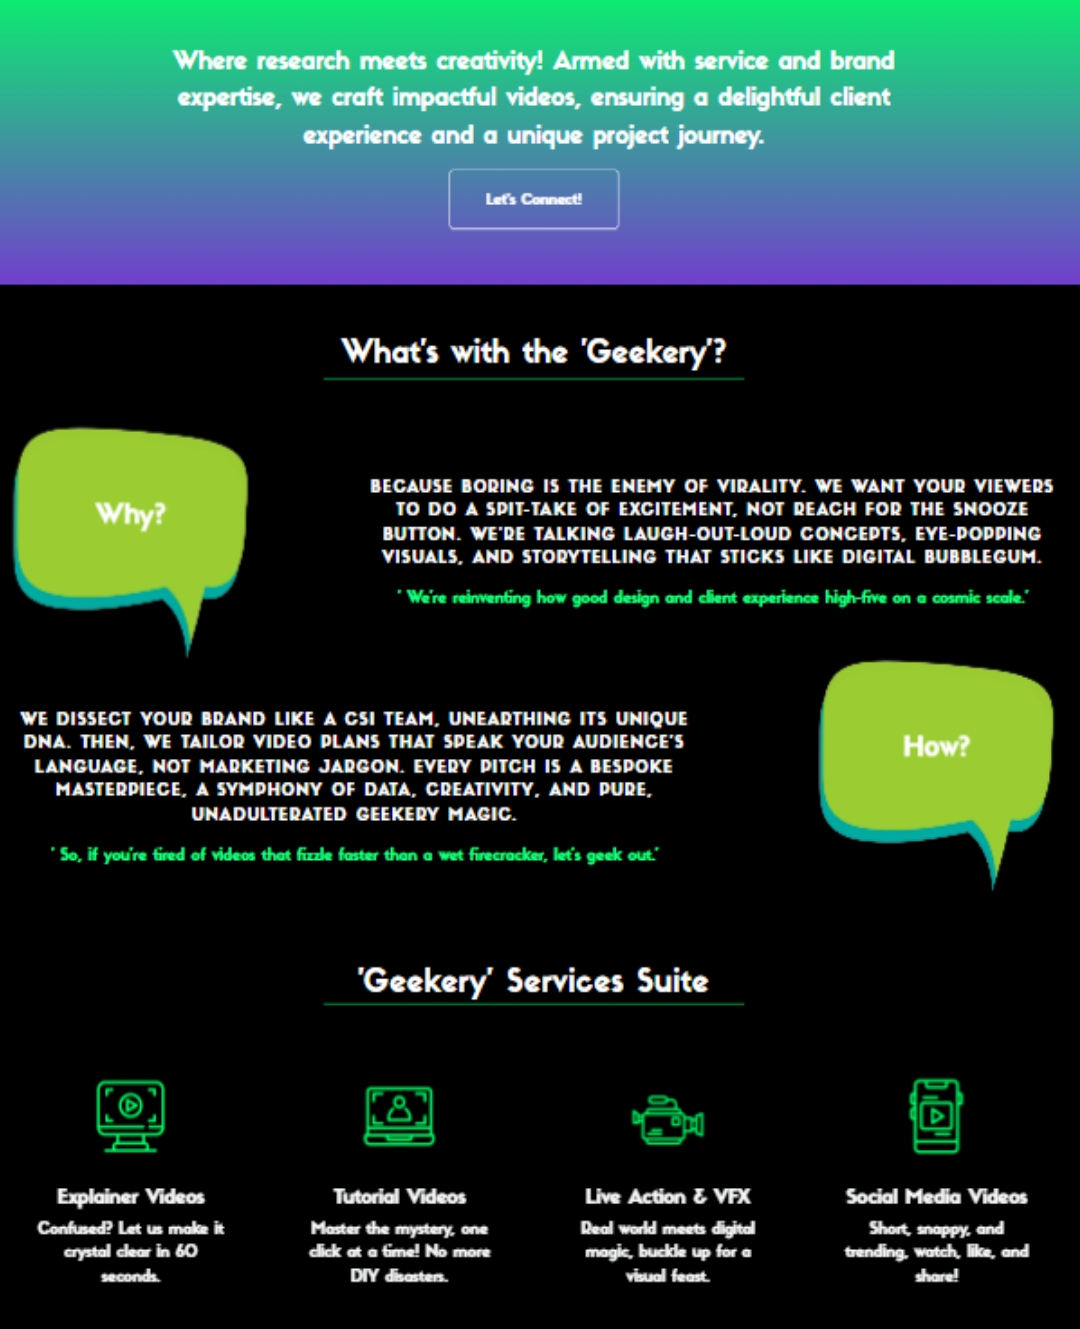 Where research meets creativity! Armed with service and brand
expertise, we craft impactful videos, ensuring a delightful client
experience and a unique project journey.
Let's Connect!
What's with the 'Geekery'?
Why?
BECAUSE BORING IS THE ENEMY OF VIRALITY. WE WANT YOUR VIEWERS
TO DO A SPIT-TAKE OF EXCITEMENT, NOT REACH FOR THE SNOOZE
BUTTON. WE'RE TALKING LAUGH-OUT-LOUD CONCEPTS, EYE-POPPING
VISUALS, AND STORYTELLING THAT STICKS LIKE DIGITAL BUBBLEGUM.
' We're reinventing how good design and client experience high-five on a cosmic scale.'
WE DISSECT YOUR BRAND LIKE A CSI TEAM, UNEARTHING ITS UNIQUE
DNA. THEN, WE TAILOR VIDEO PLANS THAT SPEAK YOUR AUDIENCE'S
LANGUAGE, NOT MARKETING JARGON. EVERY PITCH IS A BESPOKE
MASTERPIECE, A SYMPHONY OF DATA, CREATIVITY, AND PURE,
UNADULTERATED GEEKERY MAGIC.
' So, if you're tired of videos that fizzle faster than a wet firecracker, let's geek out.'
How?
'Geekery' Services Suite
Explainer Videos
Confused? Let us make it
crystal clear in 60
seconds.
Tutorial Videos
Master the mystery, one
click at a time! No more
DIY disasters.
Live Action & VFX
Real world meets digital
magic, buckle up for a
visual feast.
Social Media Videos
Short, snappy, and
trending, watch, like, and
share!